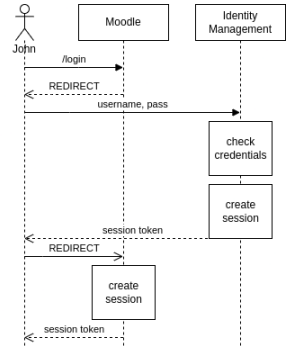 Moodle
Identity
Management
John
/login
REDIRECT
username, pass
check
credentials
create
session
session token
REDIRECT
create
session
session token